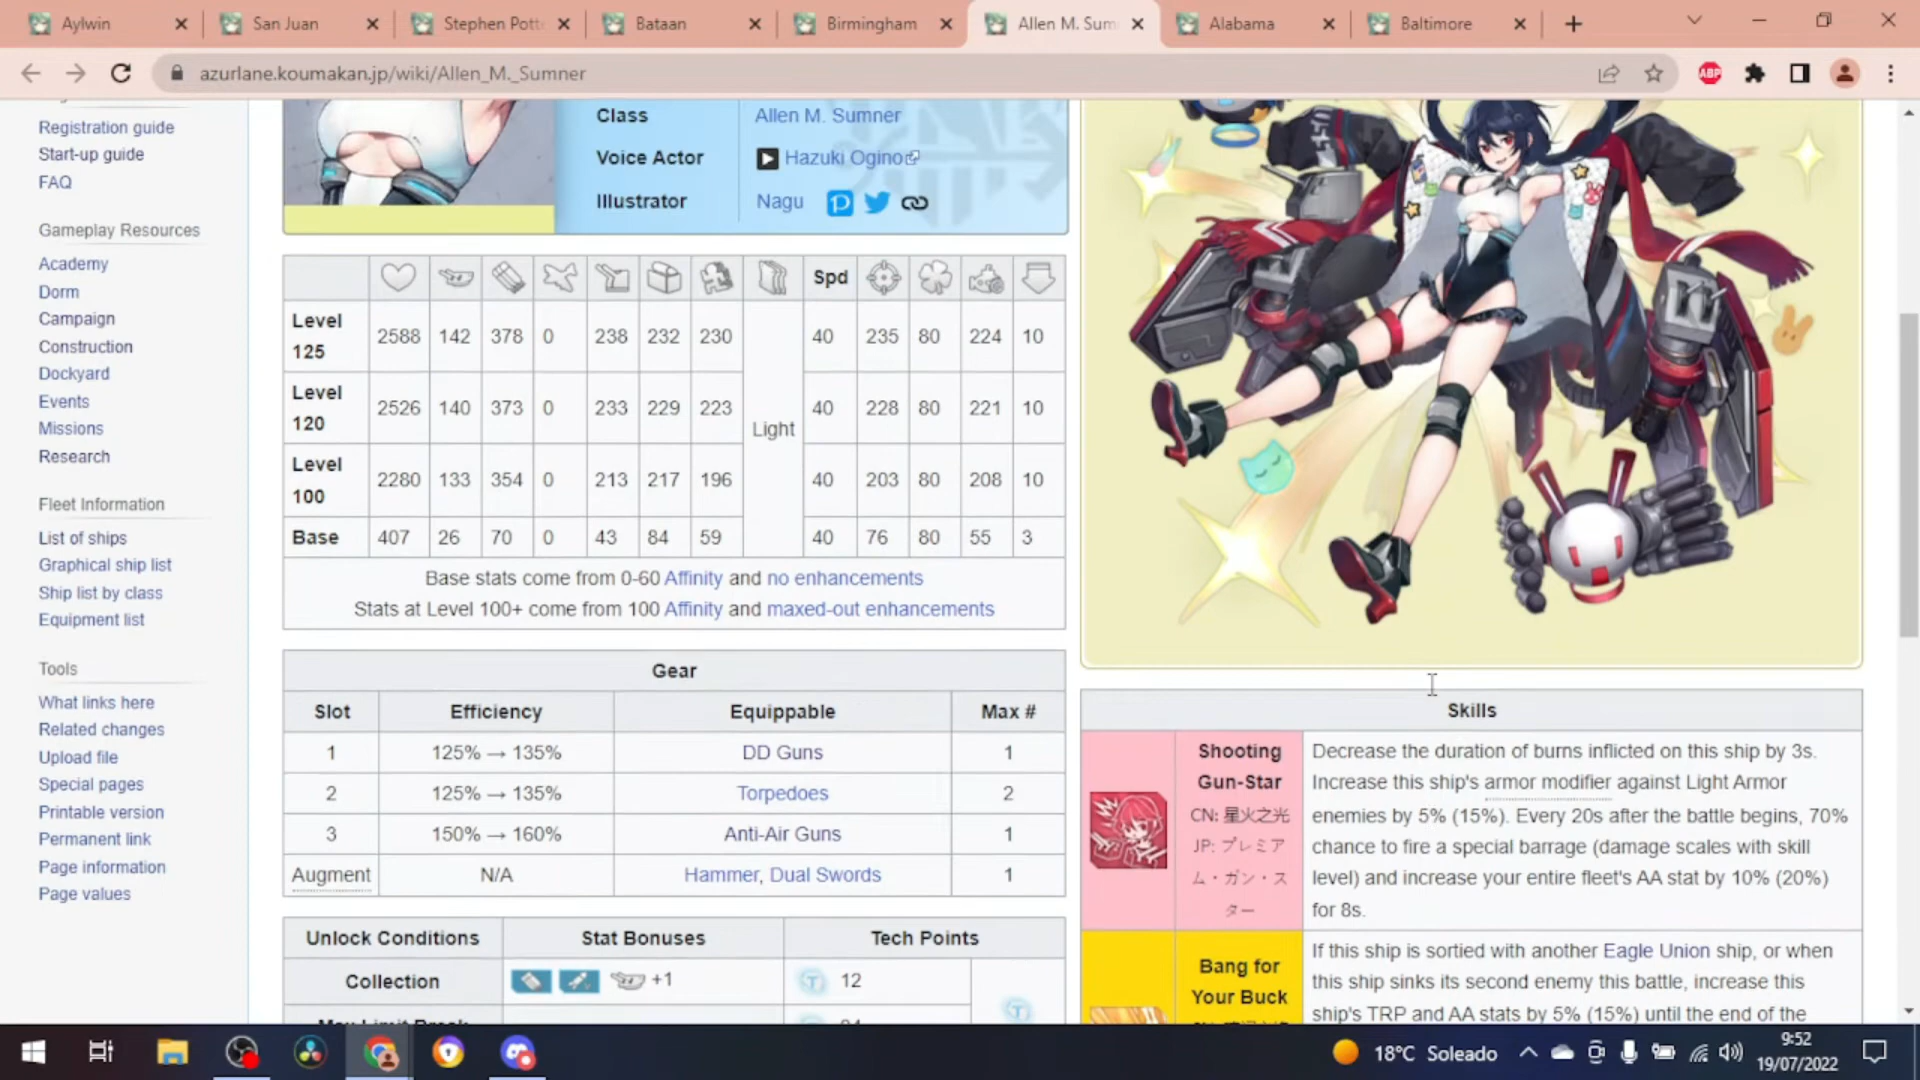 Aylwin
San Juan
Stephen Potte
Bataan
Birmingham
Allen M. Sum
Alabama
Baltimore
azurlane.koumakan.jp/wiki/Allen_M._Sumner
ABP
Registration guide
Start-up guide
FAQ
Gameplay Resources
Academy
Dorm
Campaign
Construction
Dockyard
Events
Missions
Research
Fleet Information
List of ships
Graphical ship list
Ship list by class
Equipment list
Tools
What links here
Related changes
Upload file
Special pages
Printable version
Permanent link
Page information
Page values
Class Allen M. Sumner
Voice Actor Hazuki Ogino
Illustrator Nagu
Spd
Level 125 2588 142 378 0 238 232 230 Light 40 235 80 224 10
Level 120 2526 140 373 0 233 229 223 40 228 80 221 10
Level 100 2280 133 354 0 213 217 196 40 203 80 208 10
Base 407 26 70 0 43 84 59 40 76 80 55 3
Base stats come from 0-60 Affinity and no enhancements
Stats at Level 100+ come from 100 Affinity and maxed-out enhancements
Gear
Slot Efficiency Equippable Max #
1 125% → 135% DD Guns 1
2 125% → 135% Torpedoes 2
3 150% → 160% Anti-Air Guns 1
Augment N/A Hammer, Dual Swords 1
Unlock Conditions Stat Bonuses Tech Points
Collection +1 12
Skills
Shooting
Gun-Star
CN: 星火之光
JP: プレミア
ム・ガン・ス
ター
Decrease the duration of burns inflicted on this ship by 3s.
Increase this ship's armor modifier against Light Armor
enemies by 5% (15%). Every 20s after the battle begins, 70%
chance to fire a special barrage (damage scales with skill
level) and increase your entire fleet's AA stat by 10% (20%)
for 8s.
Bang for
Your Buck
If this ship is sortied with another Eagle Union ship, or when
this ship sinks its second enemy this battle, increase this
ship's TRP and AA stats by 5% (15%) until the end of the
18°C Soleado
9:52
19/07/2022